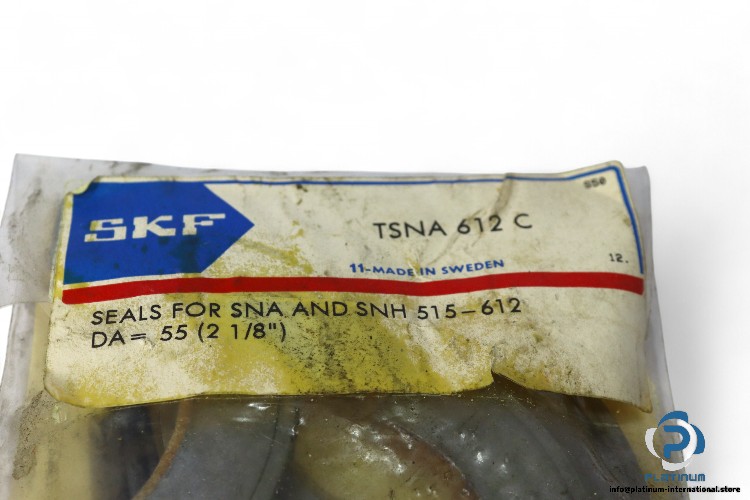 SKF
550
TSNA 612 C
12.
11-MADE IN SWEDEN
SEALS FOR SNA AND SNH 515-612
DA= 55 (2 1/8")
PLATINUM
info@platinum-international.store